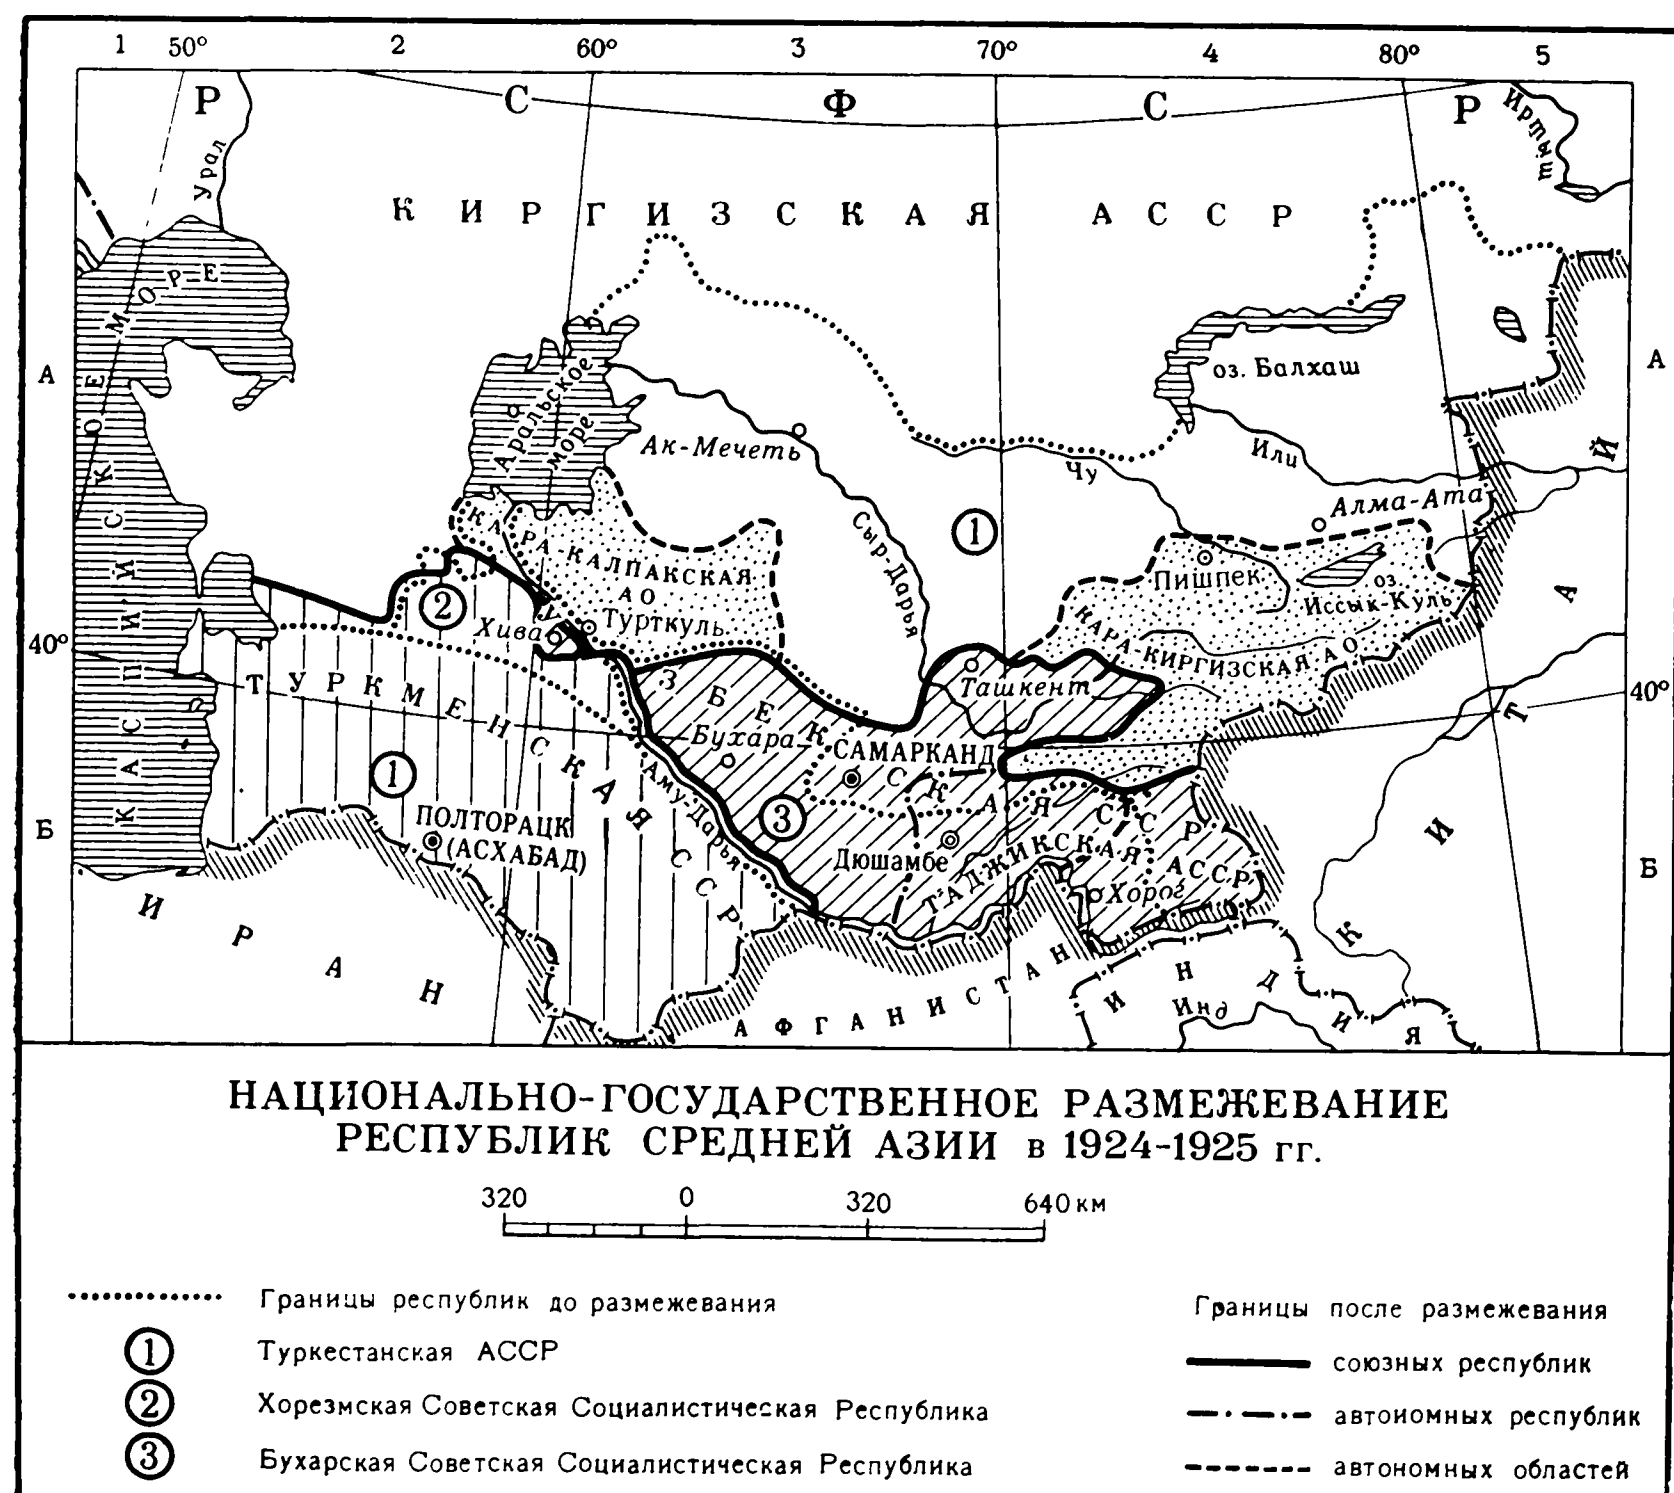 1 50° 2 60° 3 70° 4 80° 5
Р С Ф С Р
Урал
Иртыш
КИРГИЗСКАЯ АССР
КАСПИЙСКОЕ МОРЕ
А
А
Аральское
море
оз. Балхаш
Ак-Мечеть
Чу
Или
Алма-Ата
Сыр-Дарья
1
КАРА-КАЛПАКСКАЯ
АО
Турткуль
Пишпек
оз.
Иссык-Куль
2
Хива
40°
КАРА-КИРГИЗСКАЯ АО
Ташкент
40°
ТУРКМЕНСКАЯ ССР
УЗБЕКСКАЯ ССР
Бухара
САМАРКАНД
1
Аму-Дарья
3
ПОЛТОРАЦК
(АСХАБАД)
Б
Б
Дюшамбе
ТАДЖИКСКАЯ АССР
Хорог
КИТАЙ
ИРАН
АФГАНИСТАН
ИНДИЯ
Инд
НАЦИОНАЛЬНО-ГОСУДАРСТВЕННОЕ РАЗМЕЖЕВАНИЕ
РЕСПУБЛИК СРЕДНЕЙ АЗИИ в 1924-1925 гг.
320 0 320 640 км
Границы республик до размежевания
1 Туркестанская АССР
2 Хорезмская Советская Социалистическая Республика
3 Бухарская Советская Социалистическая Республика
Границы после размежевания
союзных республик
автономных республик
автономных областей